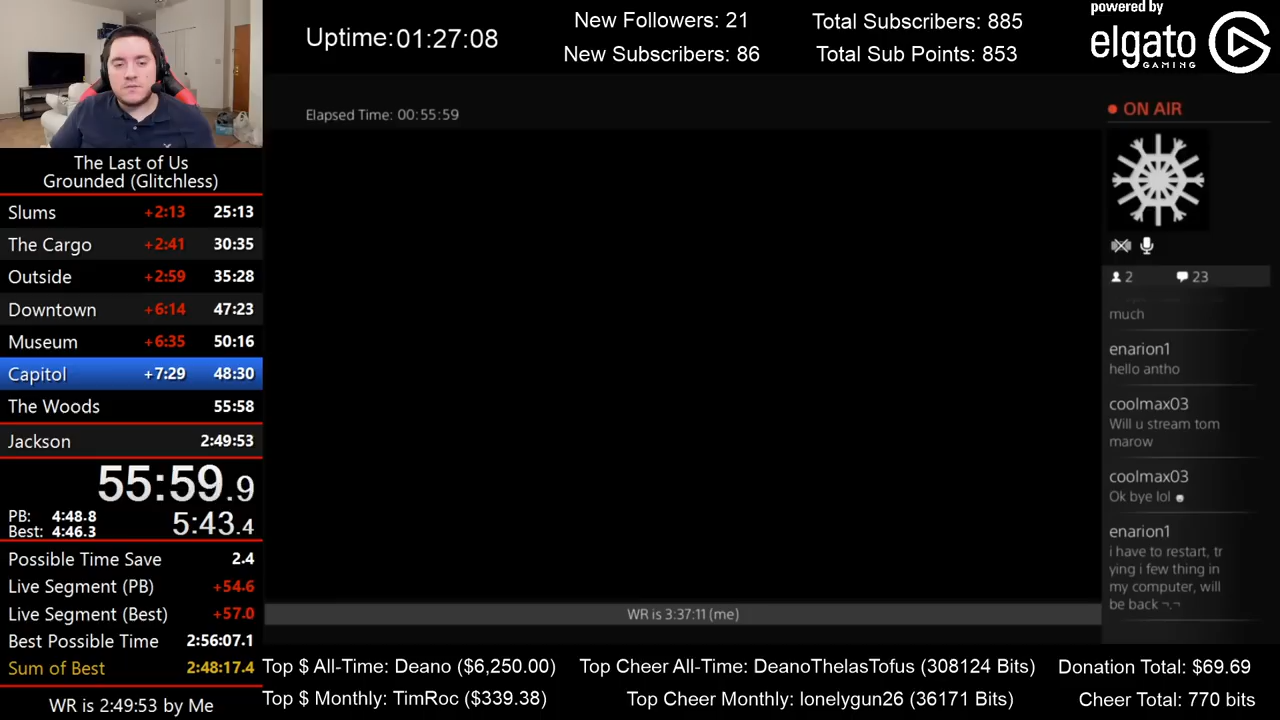 Uptime: 01:27:08
New Followers: 21
New Subscribers: 86
Total Subscribers: 885
Total Sub Points: 853
powered by
elgato
GAMING
Elapsed Time: 00:55:59
ON AIR
2 23
much
enarion1
hello antho
coolmax03
Will u stream tom
marow
coolmax03
Ok bye lol
enarion1
i have to restart, tr
ying i few thing in
my computer, will
be back ¬.¬
The Last of Us
Grounded (Glitchless)
Slums +2:13 25:13
The Cargo +2:41 30:35
Outside +2:59 35:28
Downtown +6:14 47:23
Museum +6:35 50:16
Capitol +7:29 48:30
The Woods 55:58
Jackson 2:49:53
55:59.9
PB: 4:48.8
Best: 4:46.3
5:43.4
Possible Time Save 2.4
Live Segment (PB) +54.6
Live Segment (Best) +57.0
Best Possible Time 2:56:07.1
Sum of Best 2:48:17.4
WR is 2:49:53 by Me
WR is 3:37:11 (me)
Top $ All-Time: Deano ($6,250.00)
Top Cheer All-Time: DeanoThelasTofus (308124 Bits)
Donation Total: $69.69
Top $ Monthly: TimRoc ($339.38)
Top Cheer Monthly: lonelygun26 (36171 Bits)
Cheer Total: 770 bits